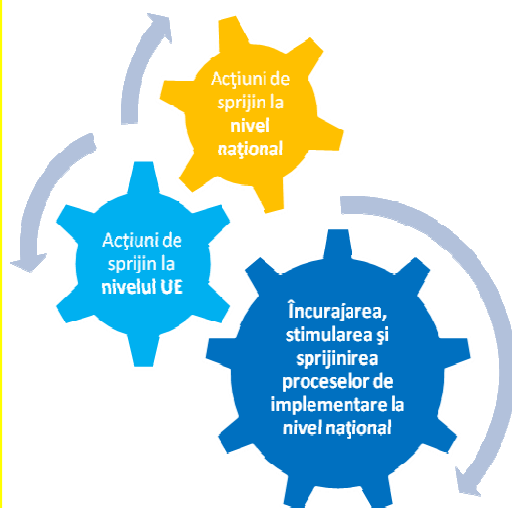 Acţiuni de
sprijin la
nivel
naţional
Acţiuni de
sprijin la
nivelul UE
Încurajarea,
stimularea şi
sprijinirea
proceselor de
implementare la
nivel naţional